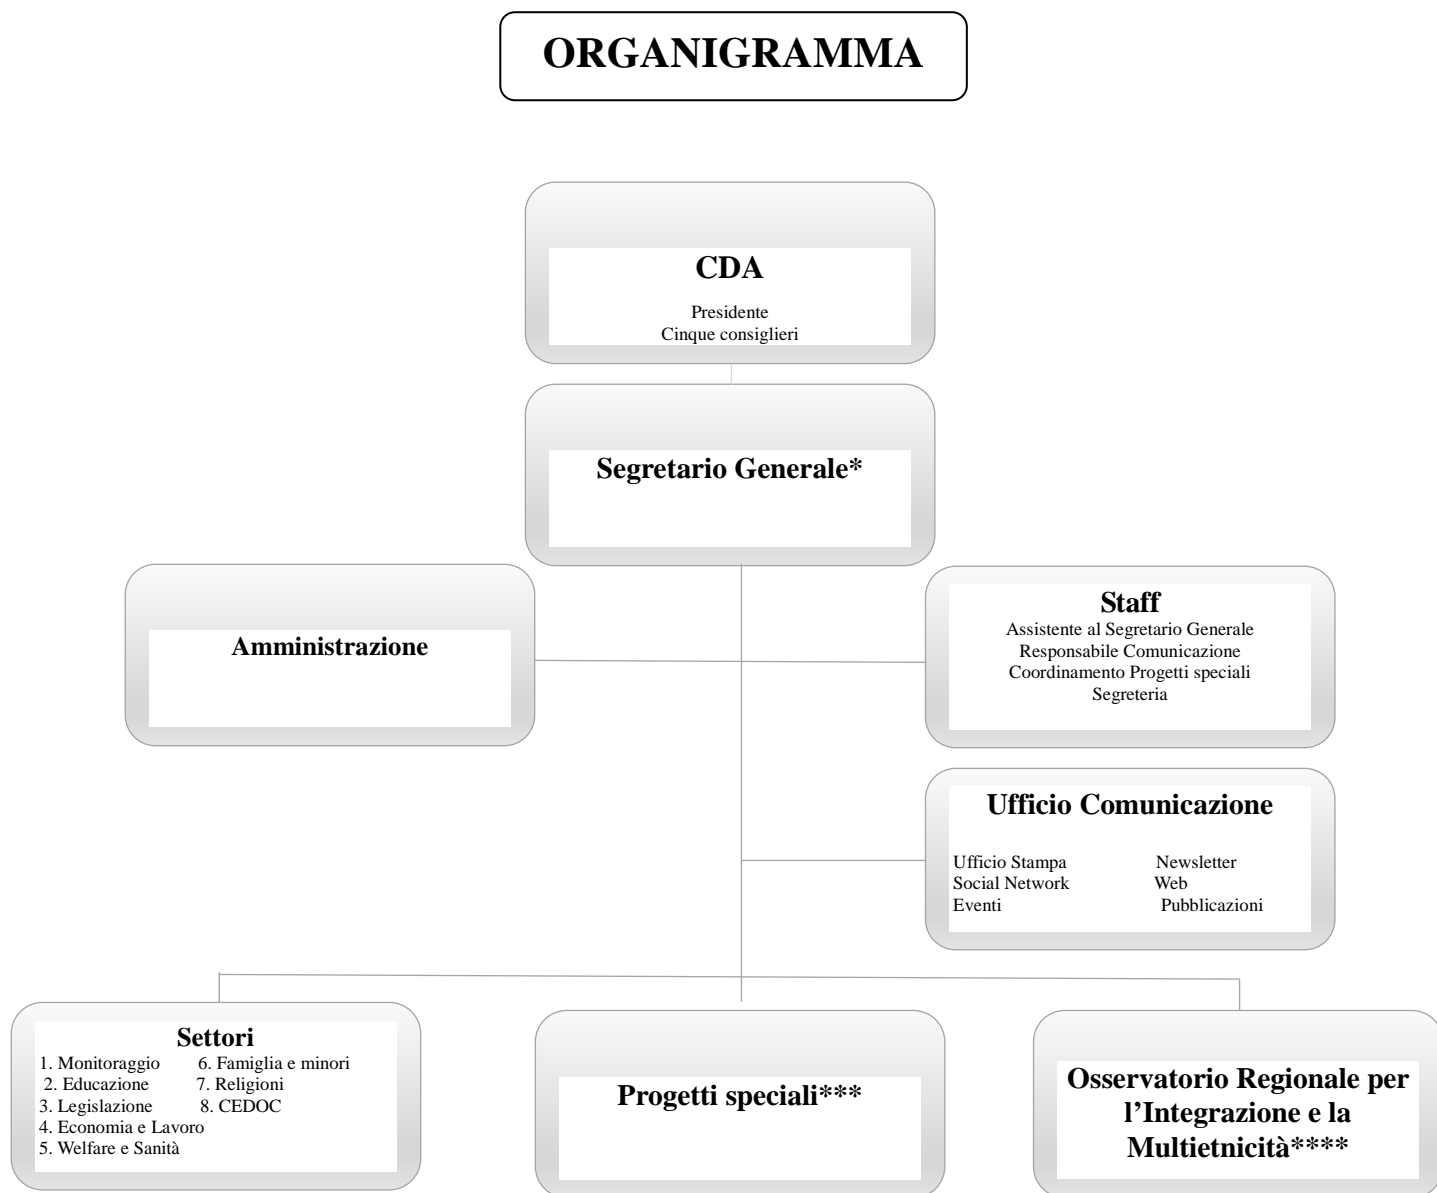 ORGANIGRAMMA
CDA
Presidente
Cinque consiglieri
Segretario Generale*
Amministrazione
Staff
Assistente al Segretario Generale
Responsabile Comunicazione
Coordinamento Progetti speciali
Segreteria
Ufficio Comunicazione
Ufficio Stampa Newsletter
Social Network Web
Eventi Pubblicazioni
Settori
1. Monitoraggio 6. Famiglia e minori
2. Educazione 7. Religioni
3. Legislazione 8. CEDOC
4. Economia e Lavoro
5. Welfare e Sanità
Progetti speciali***
Osservatorio Regionale per
l’Integrazione e la
Multietnicità****